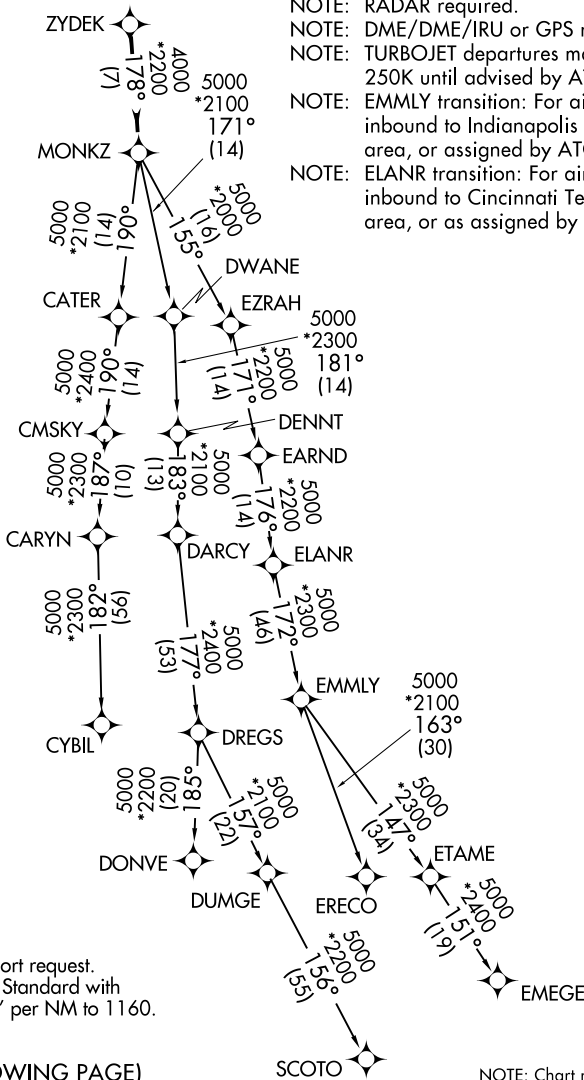 ZYDEK
4000
*2200
178°
(7)
NOTE: RADAR required.
NOTE: DME/DME/IRU or GPS
NOTE: TURBOJET departures
250K until advised by
NOTE: EMMLY transition: For
inbound to Indianapolis
area, or assigned by
NOTE: ELANR transition: For
inbound to Cincinnati
area, or as assigned by
5000
*2100
171°
(14)
MONKZ
5000
*2100
(14)
190°
5000
*2000
(16)
155°
DWANE
CATER
EZRAH
5000
*2300
181°
(14)
5000
*2400
190°
(14)
5000
*2200
171°
(14)
CMSKY
DENNT
EARND
5000
*2300
187°
(10)
5000
*2100
183°
(13)
5000
*2200
176°
(14)
CARYN
DARCY
ELANR
5000
*2300
182°
(56)
5000
*2400
177°
(53)
5000
*2300
172°
(46)
EMMLY
5000
*2100
163°
(30)
CYBIL
DREGS
5000
*2200
(20)
185°
5000
*2100
157°
(22)
5000
*2300
147°
(34)
DONVE
DUMGE
ERECO
ETAME
5000
*2400
151°
(19)
5000
*2200
156°
(55)
EMEGE
ort request.
Standard with
per NM to 1160.
OWING PAGE)
SCOTO
NOTE: Chart